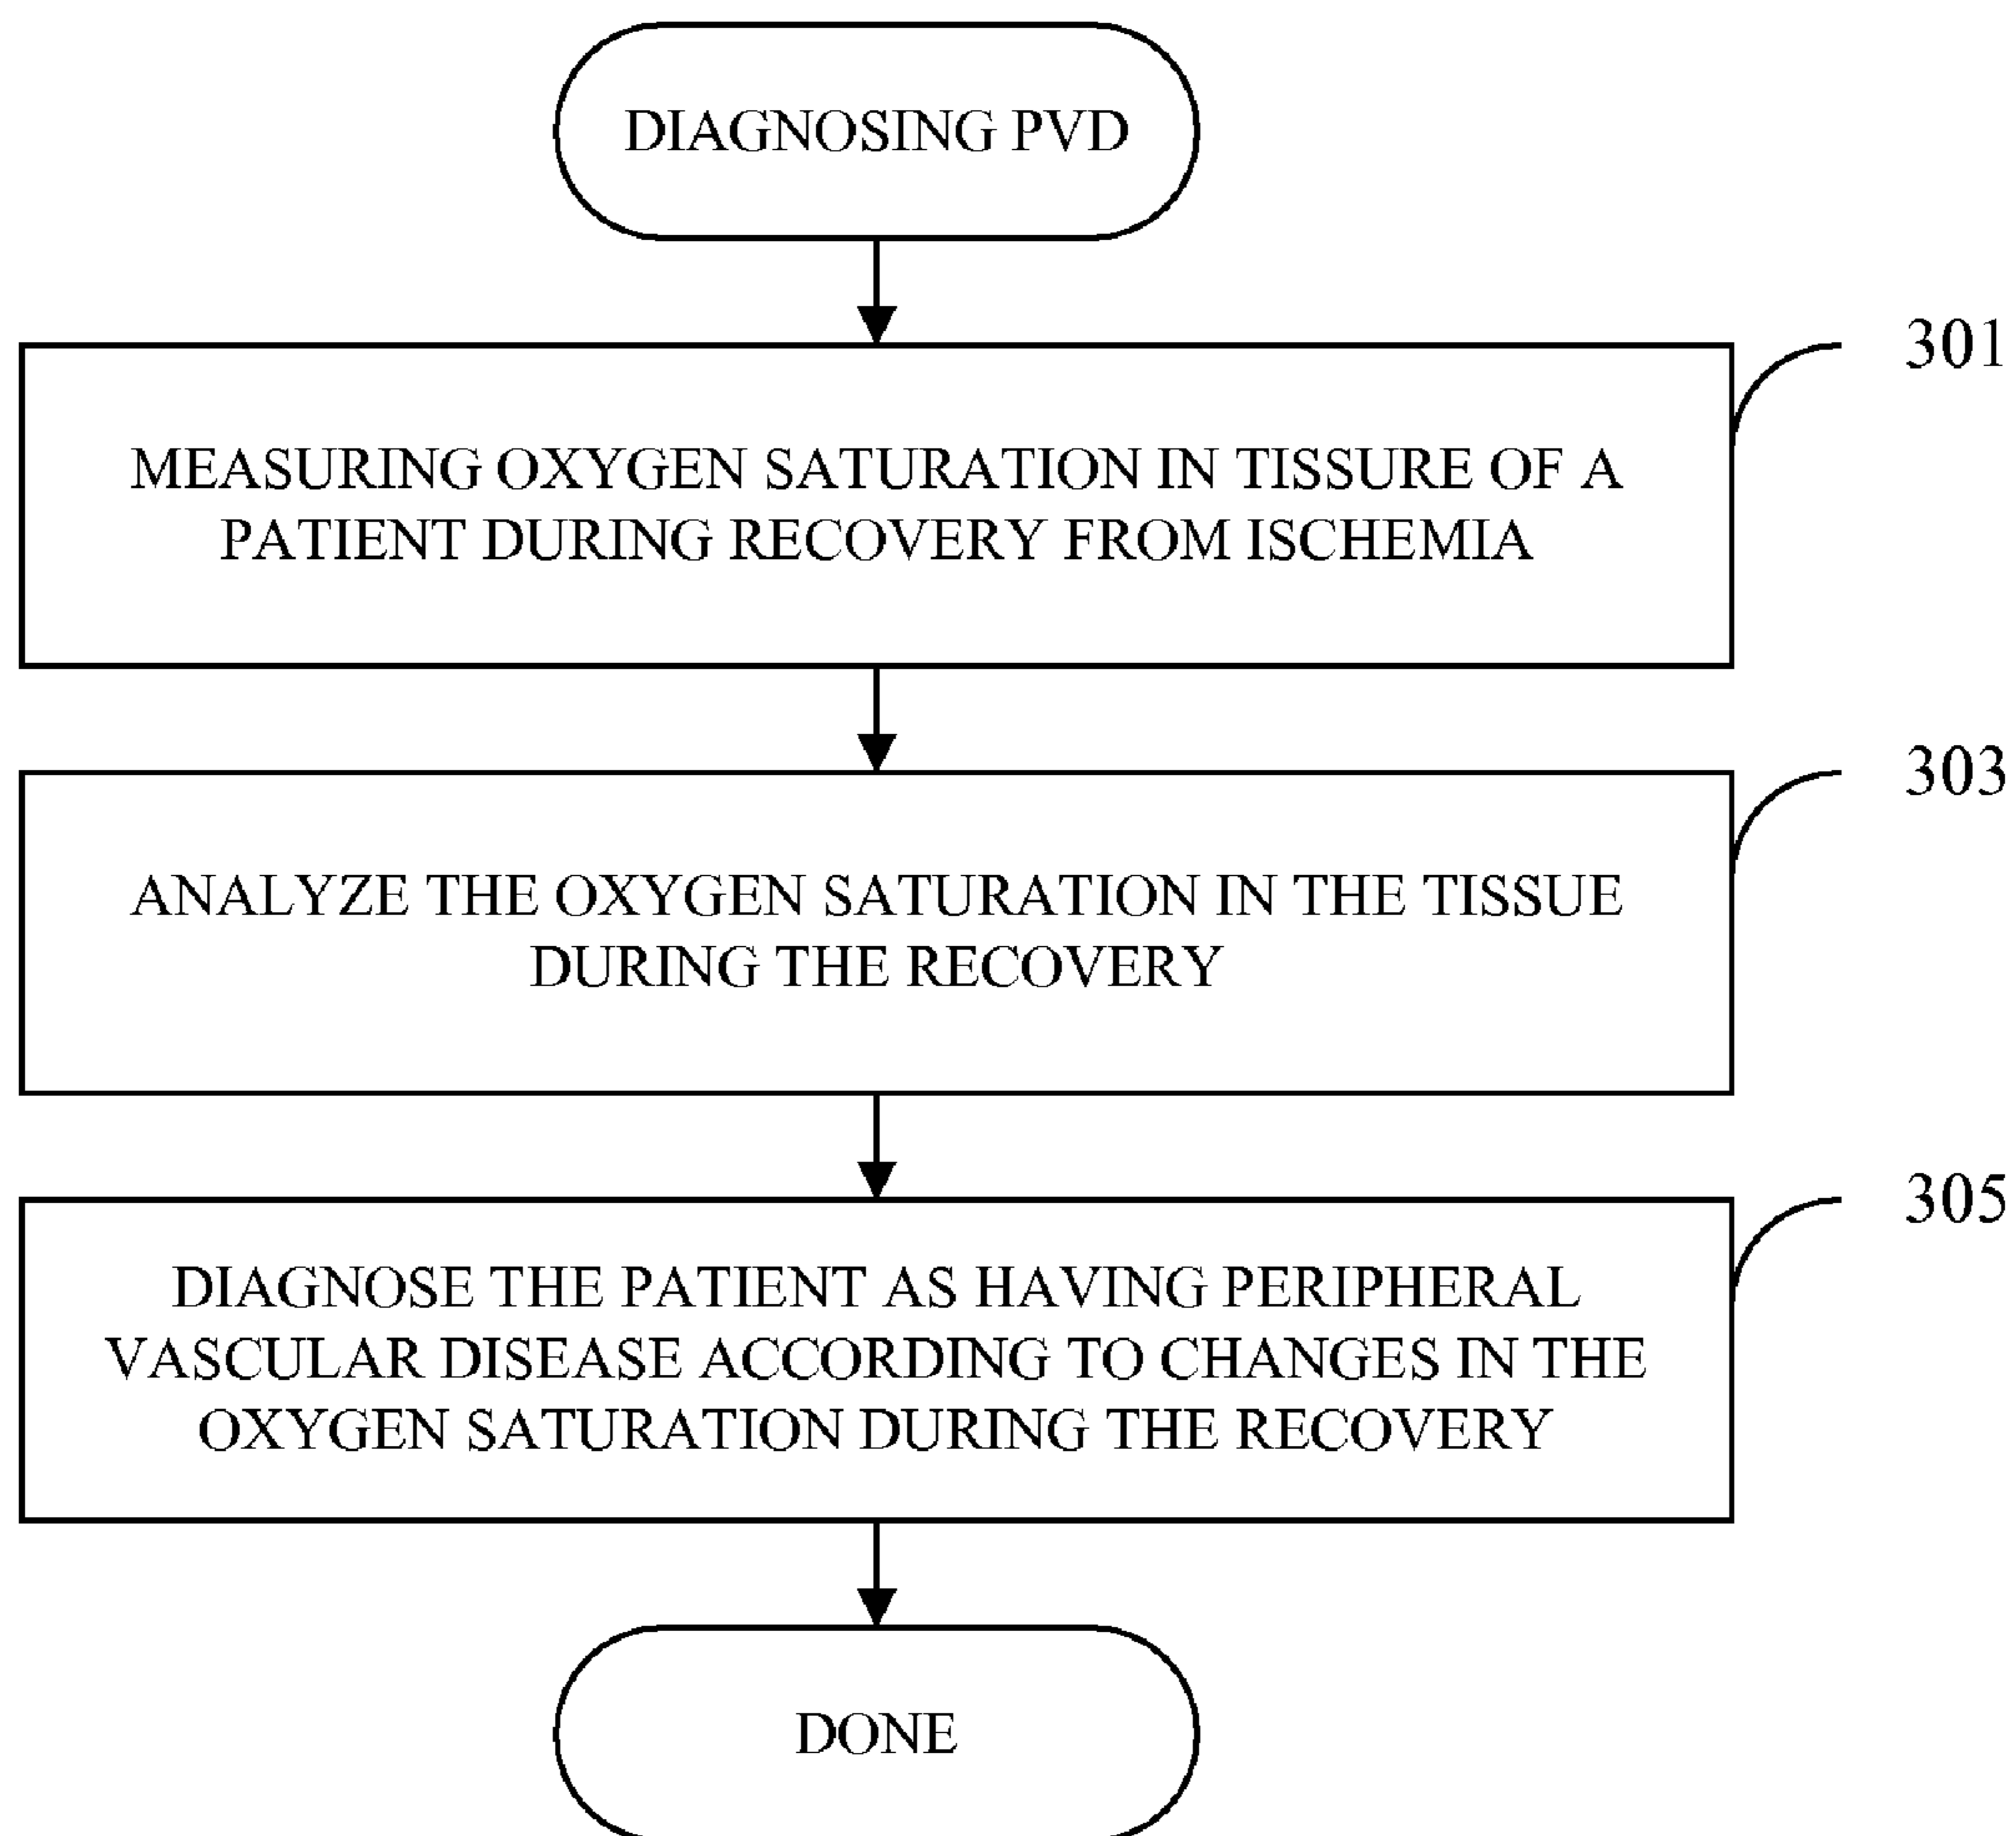 DIAGNOSING PVD
301
MEASURING OXYGEN SATURATION IN TISSURE OF A
PATIENT DURING RECOVERY FROM ISCHEMIA
303
ANALYZE THE OXYGEN SATURATION IN THE TISSUE
DURING THE RECOVERY
305
DIAGNOSE THE PATIENT AS HAVING PERIPHERAL
VASCULAR DISEASE ACCORDING TO CHANGES IN THE
OXYGEN SATURATION DURING THE RECOVERY
DONE